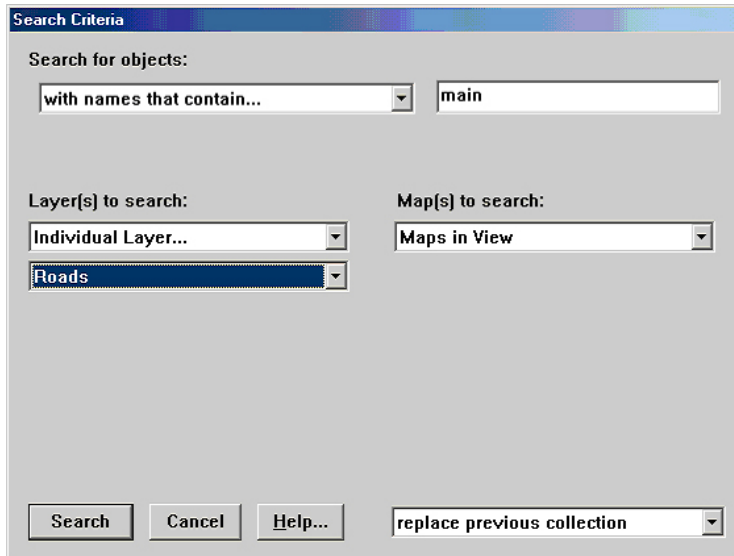 Search Criteria
Search for objects:
with names that contain...
main
Layer(s) to search:
Map(s) to search:
Individual Layer...
Maps in View
Roads
Search
Cancel
Help...
replace previous collection